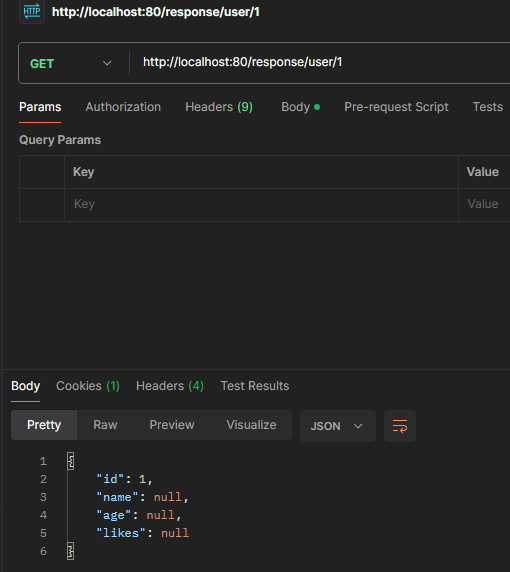 HTTP http://localhost:80/response/user/1
GET http://localhost:80/response/user/1
Params Authorization Headers (9) Body Pre-request Script Tests
Query Params
Key Value
Key Value
Body Cookies (1) Headers (4) Test Results
Pretty Raw Preview Visualize JSON
1 {
2 "id": 1,
3 "name": null,
4 "age": null,
5 "likes": null
6 }